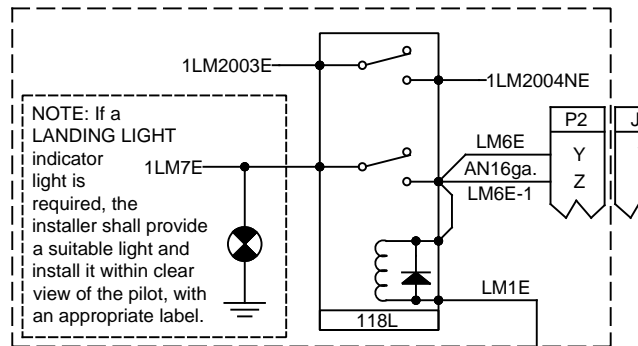 1LM2003E
1LM2004NE
NOTE: If a
LANDING LIGHT
indicator
light is
required, the
installer shall provide
a suitable light and
install it within clear
view of the pilot, with
an appropriate label.
1LM7E
LM6E
AN16ga.
LM6E-1
P2
J
Y
Z
LM1E
118L